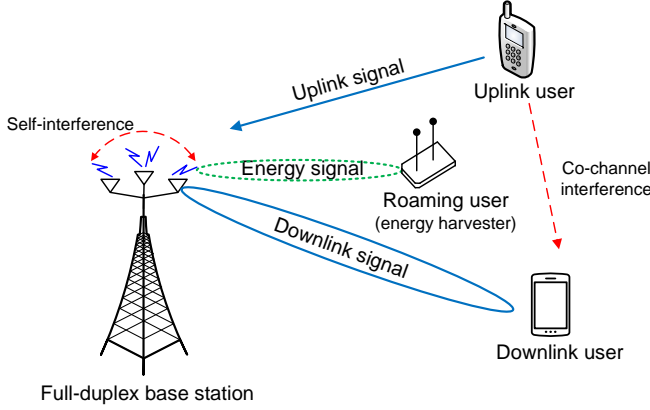 Uplink signal
Uplink user
Self-interference
Energy signal
Roaming user
(energy harvester)
Co-channel
interference
Downlink signal
Downlink user
Full-duplex base station